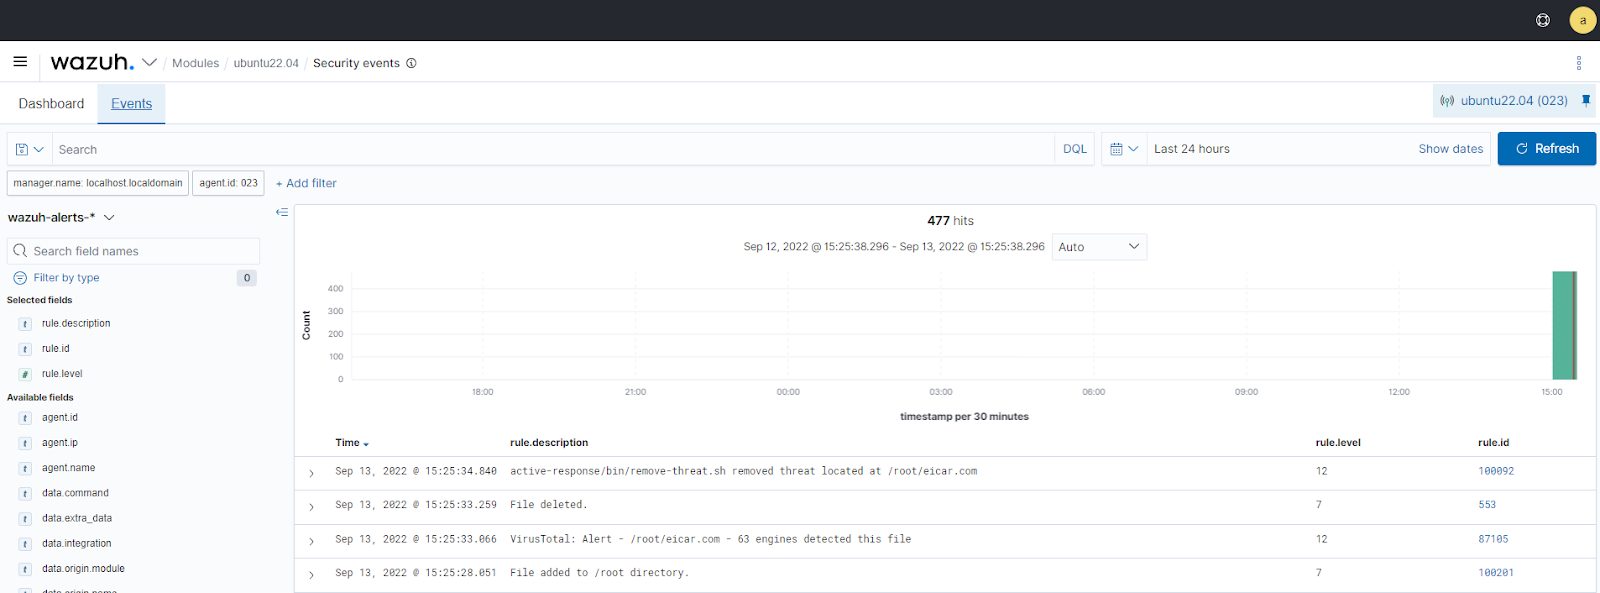 a
wazuh. / Modules / ubuntu22.04 / Security events
Dashboard Events ubuntu22.04 (023)
Search DQL Last 24 hours Show dates Refresh
manager.name: localhost.localdomain agent.id: 023 + Add filter
wazuh-alerts-*
Search field names
Filter by type 0
Selected fields
t rule.description
t rule.id
# rule.level
Available fields
t agent.id
t agent.ip
t agent.name
t data.command
t data.extra_data
t data.integration
t data.origin.module
data.origin.name
477 hits
Sep 12, 2022 @ 15:25:38.296 - Sep 13, 2022 @ 15:25:38.296 Auto
Count
400
300
200
100
0
18:00 21:00 00:00 03:00 06:00 09:00 12:00 15:00
timestamp per 30 minutes
Time rule.description rule.level rule.id
Sep 13, 2022 @ 15:25:34.840 active-response/bin/remove-threat.sh removed threat located at /root/eicar.com 12 100092
Sep 13, 2022 @ 15:25:33.259 File deleted. 7 553
Sep 13, 2022 @ 15:25:33.066 VirusTotal: Alert - /root/eicar.com - 63 engines detected this file 12 87105
Sep 13, 2022 @ 15:25:28.051 File added to /root directory. 7 100201